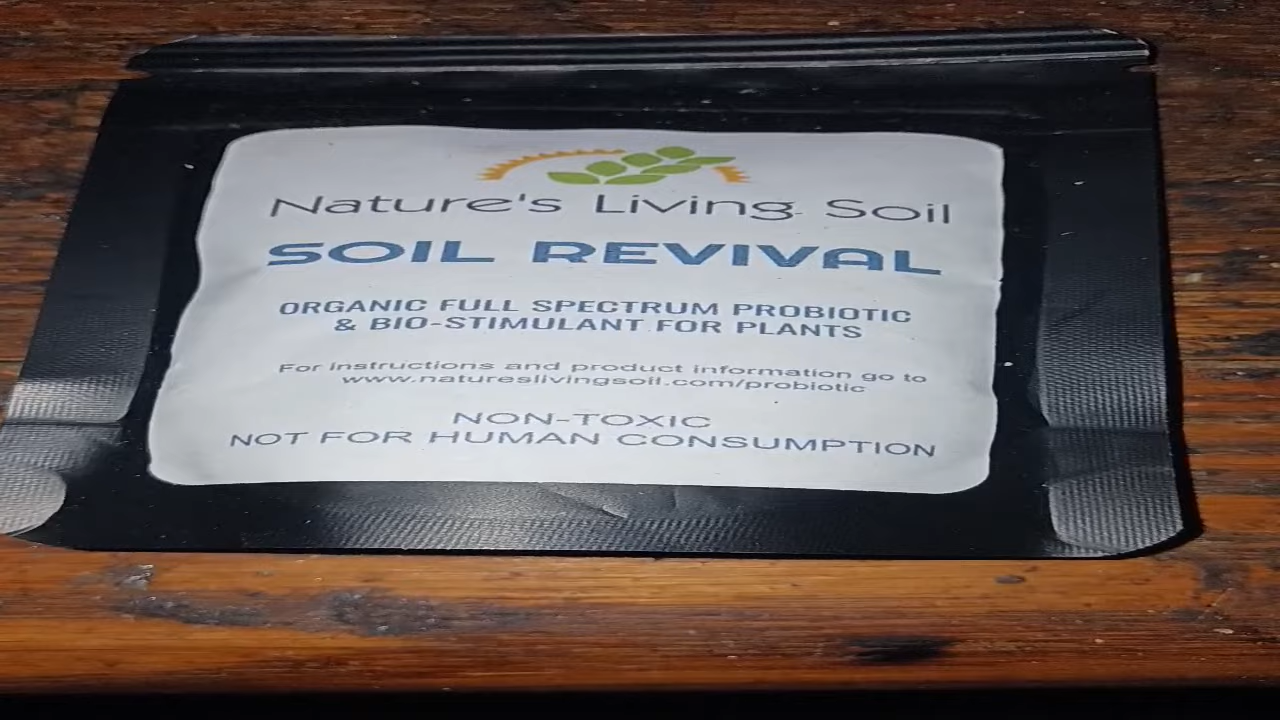 Nature's Living Soil
SOIL REVIVAL
ORGANIC FULL SPECTRUM PROBIOTIC
& BIO-STIMULANT FOR PLANTS
For instructions and product information go to
www.natureslivingsoil.com/probiotic
NON-TOXIC
NOT FOR HUMAN CONSUMPTION